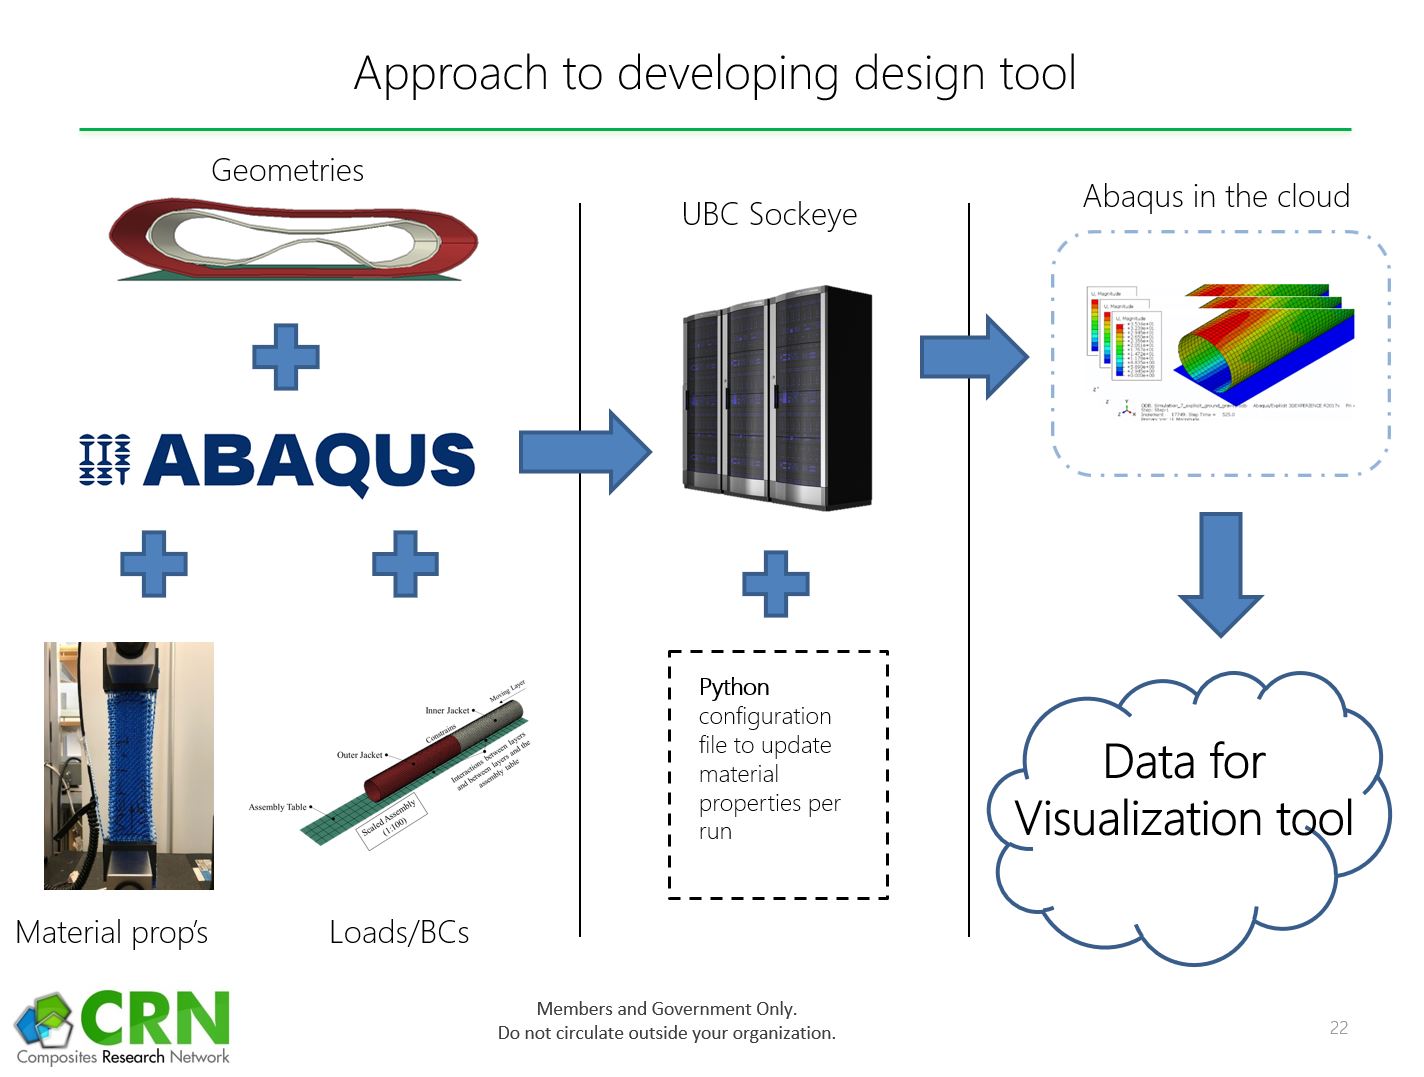 Approach to developing design tool
Geometries
ABAQUS
Material prop’s
Loads/BCs
Moving Layer
Inner Jacket
Constrains
Outer Jacket
Interactions between layers
and between layers and the
assembly table
Assembly Table
Scaled Assembly
(1:100)
UBC Sockeye
Python
configuration
file to update
material
properties per
run
Abaqus in the cloud
U, Magnitude
U, Magnitude
U, Magnitude
Data for
Visualization tool
CRN
Composites Research Network
Members and Government Only.
Do not circulate outside your organization.
22